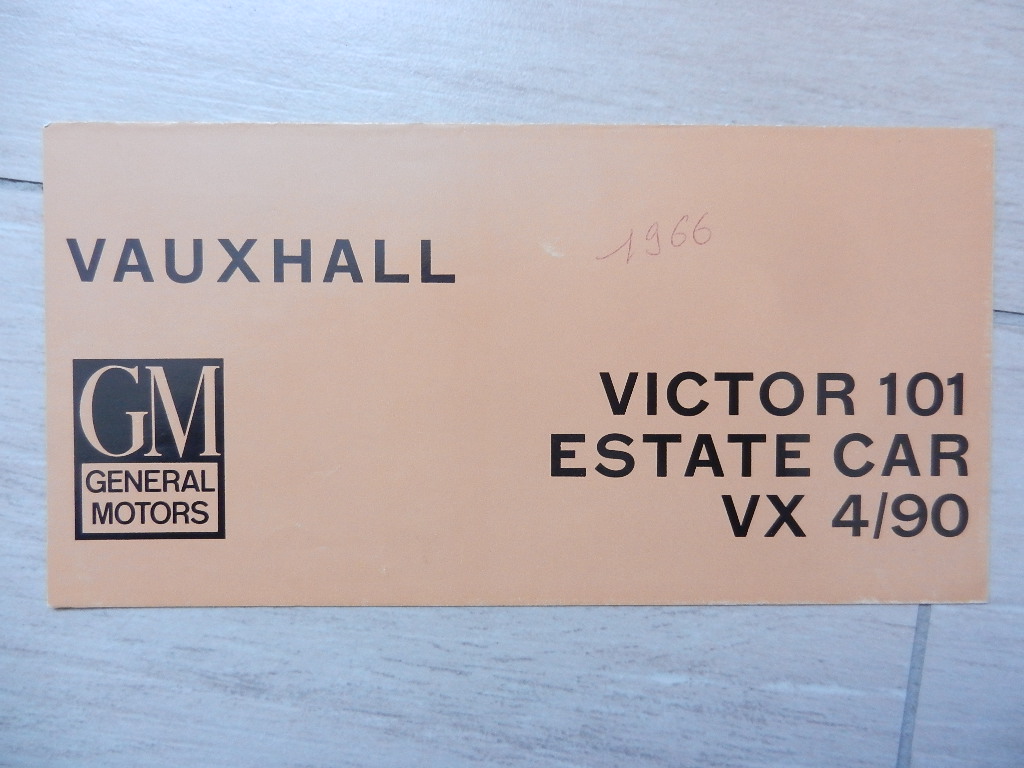 VAUXHALL
1966
GM
GENERAL
MOTORS
VICTOR 101
ESTATE CAR
VX 4/90